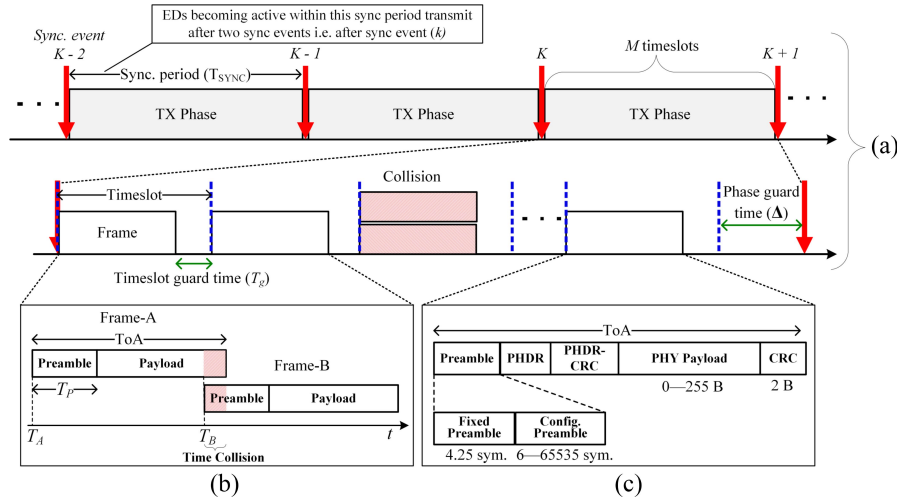 EDs becoming active within this sync period transmit
after two sync events i.e. after sync event (k)
Sync. event
K - 2
K - 1
K
M timeslots
K + 1
Sync. period (TSYNC)
TX Phase
TX Phase
TX Phase
(a)
Timeslot
Collision
Phase guard
time (Δ)
Frame
Timeslot guard time (Tg)
Frame-A
ToA
Preamble
Payload
Frame-B
TP
Preamble
Payload
TA
TB
t
Time Collision
(b)
ToA
Preamble
PHDR
PHDR-
CRC
PHY Payload
CRC
0—255 B
2 B
Fixed
Preamble
Config.
Preamble
4.25 sym.
6—65535 sym.
(c)